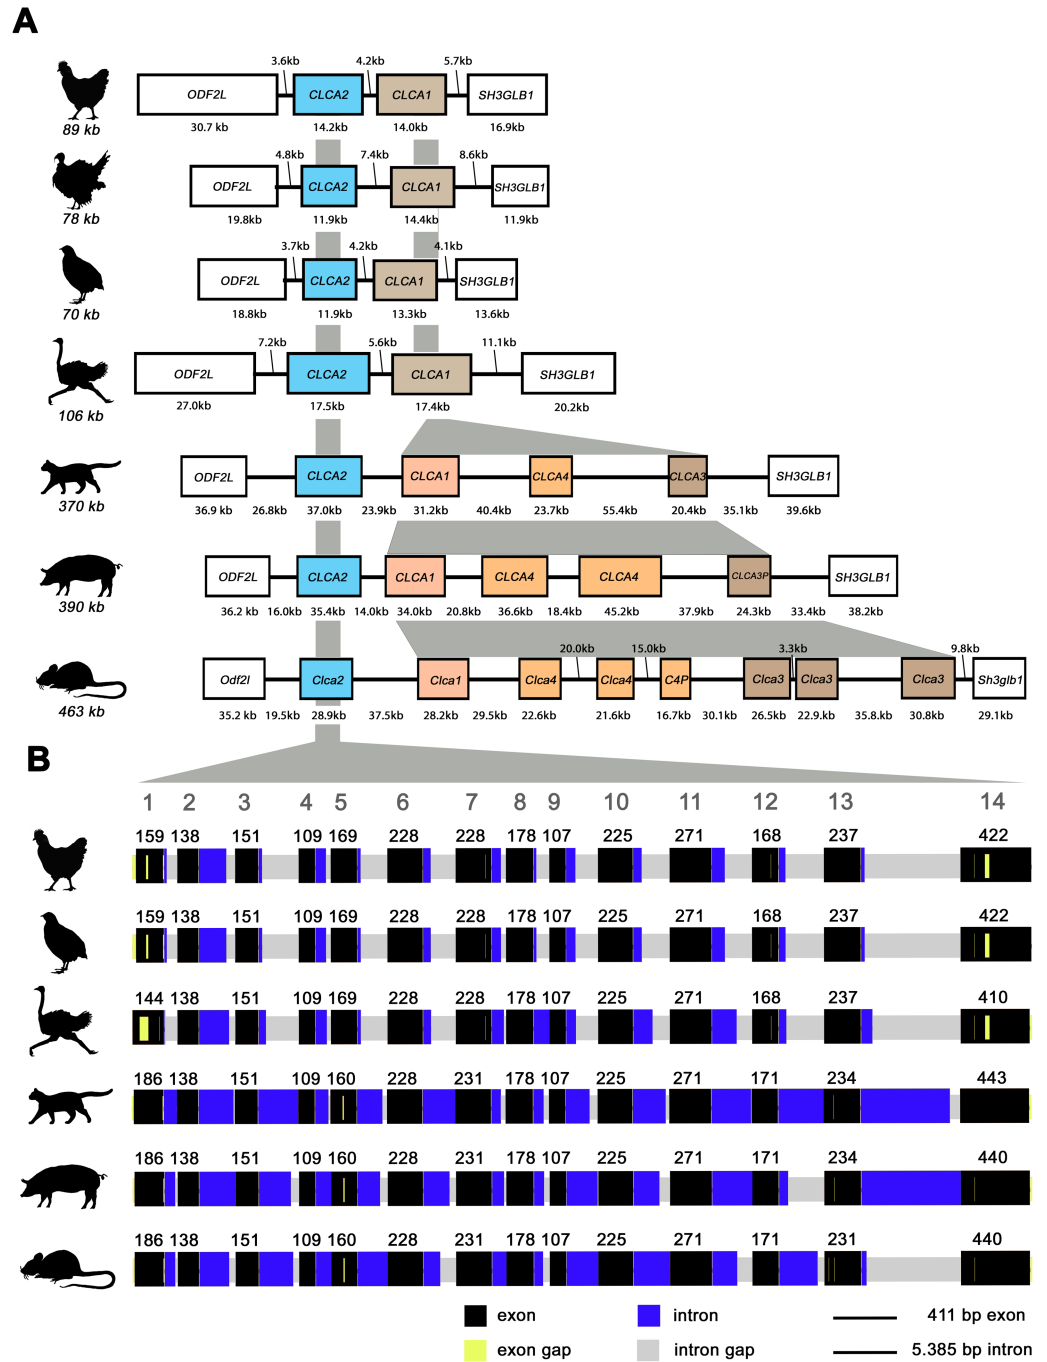 A
3.6kb 4.2kb 5.7kb
ODF2L CLCA2 CLCA1 SH3GLB1
89 kb
30.7 kb 14.2kb 14.0kb 16.9kb
4.8kb 7.4kb 8.6kb
ODF2L CLCA2 CLCA1 SH3GLB1
78 kb
19.8kb 11.9kb 14.4kb 11.9kb
3.7kb 4.2kb 4.1kb
ODF2L CLCA2 CLCA1 SH3GLB1
70 kb
18.8kb 11.9kb 13.3kb 13.6kb
7.2kb 5.6kb 11.1kb
ODF2L CLCA2 CLCA1 SH3GLB1
106 kb
27.0kb 17.5kb 17.4kb 20.2kb
ODF2L CLCA2 CLCA1 CLCA4 CLCA3 SH3GLB1
370 kb
36.9 kb 26.8kb 37.0kb 23.9kb 31.2kb 40.4kb 23.7kb 55.4kb 20.4kb 35.1kb 39.6kb
ODF2L CLCA2 CLCA1 CLCA4 CLCA4 CLCA3P SH3GLB1
390 kb
36.2 kb 16.0kb 35.4kb 14.0kb 34.0kb 20.8kb 36.6kb 18.4kb 45.2kb 37.9kb 24.3kb 33.4kb 38.2kb
20.0kb 15.0kb 3.3kb 9.8kb
Odf2l Clca2 Clca1 Clca4 Clca4 C4P Clca3 Clca3 Clca3 Sh3glb1
463 kb
35.2 kb 19.5kb 28.9kb 37.5kb 28.2kb 29.5kb 22.6kb 21.6kb 16.7kb 30.1kb 26.5kb 22.9kb 35.8kb 30.8kb 29.1kb
B
1 2 3 4 5 6 7 8 9 10 11 12 13 14
159 138 151 109 169 228 228 178 107 225 271 168 237 422
159 138 151 109 169 228 228 178 107 225 271 168 237 422
144 138 151 109 169 228 228 178 107 225 271 168 237 410
186 138 151 109 160 228 231 178 107 225 271 171 234 443
186 138 151 109 160 228 231 178 107 225 271 171 234 440
186 138 151 109 160 228 231 178 107 225 271 171 231 440
exon intron 411 bp exon
exon gap intron gap 5.385 bp intron